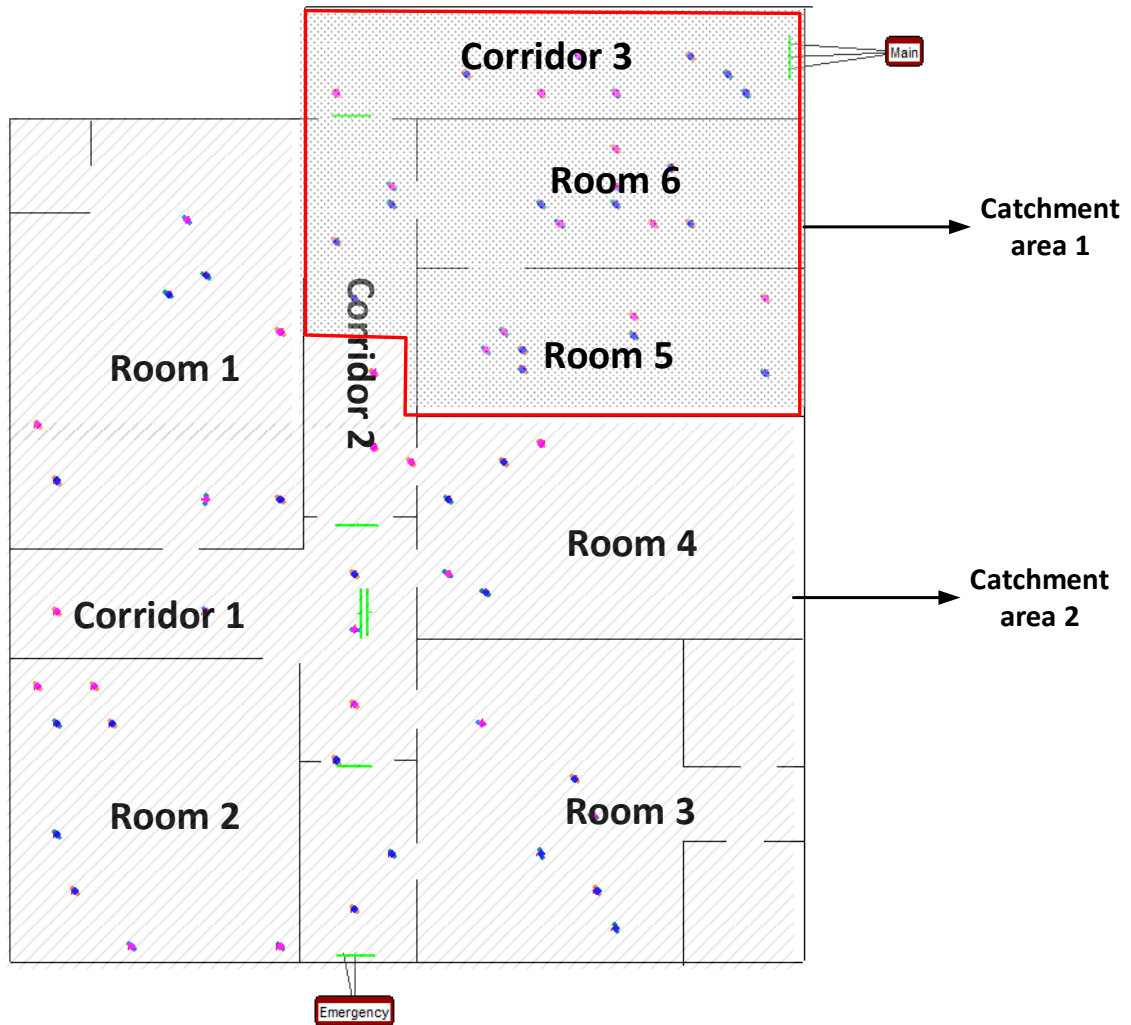 Corridor 3
Main
Room 6
Catchment
area 1
Corridor 2
Room 5
Room 1
Room 4
Catchment
area 2
Corridor 1
Room 2
Room 3
Emergency